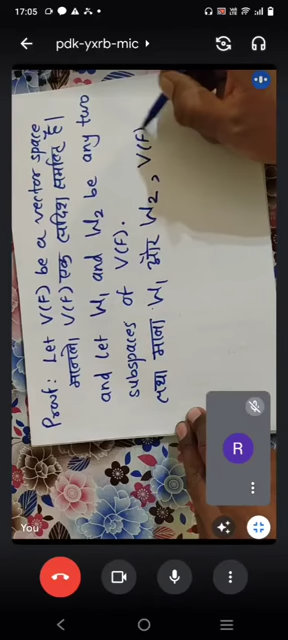 17:05
pdk-yxrb-mic
Proof: Let V(F) be a vector space
मानलो V(F) एक सदिश समष्टि है।
and let W₁ and W₂ be any two
subspaces of V(F).
तथा माना W₁ और W₂, V(F)
R
You